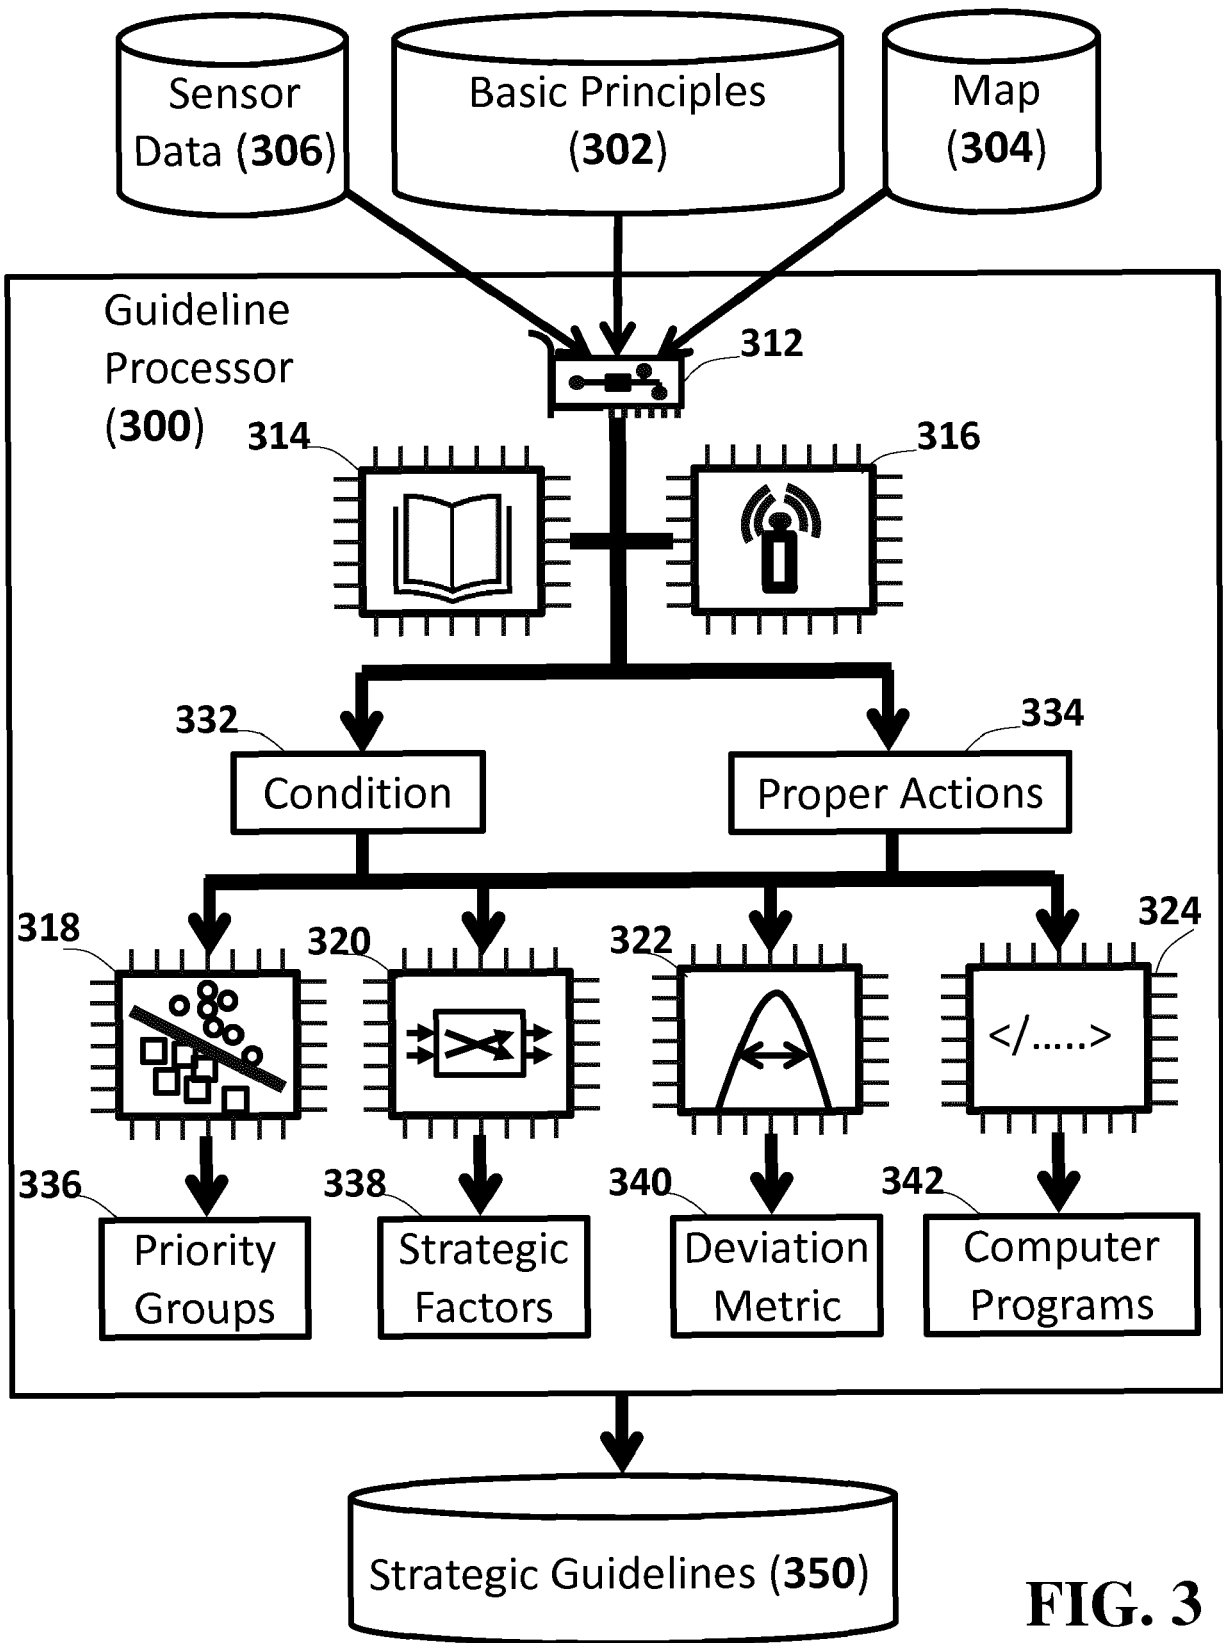 Sensor
Data (306)
Basic Principles
(302)
Map
(304)
Guideline
Processor
(300)
312
314
316
332
334
Condition
Proper Actions
318
320
322
324
</.....>
336
338
340
342
Priority
Groups
Strategic
Factors
Deviation
Metric
Computer
Programs
Strategic Guidelines (350)
FIG. 3